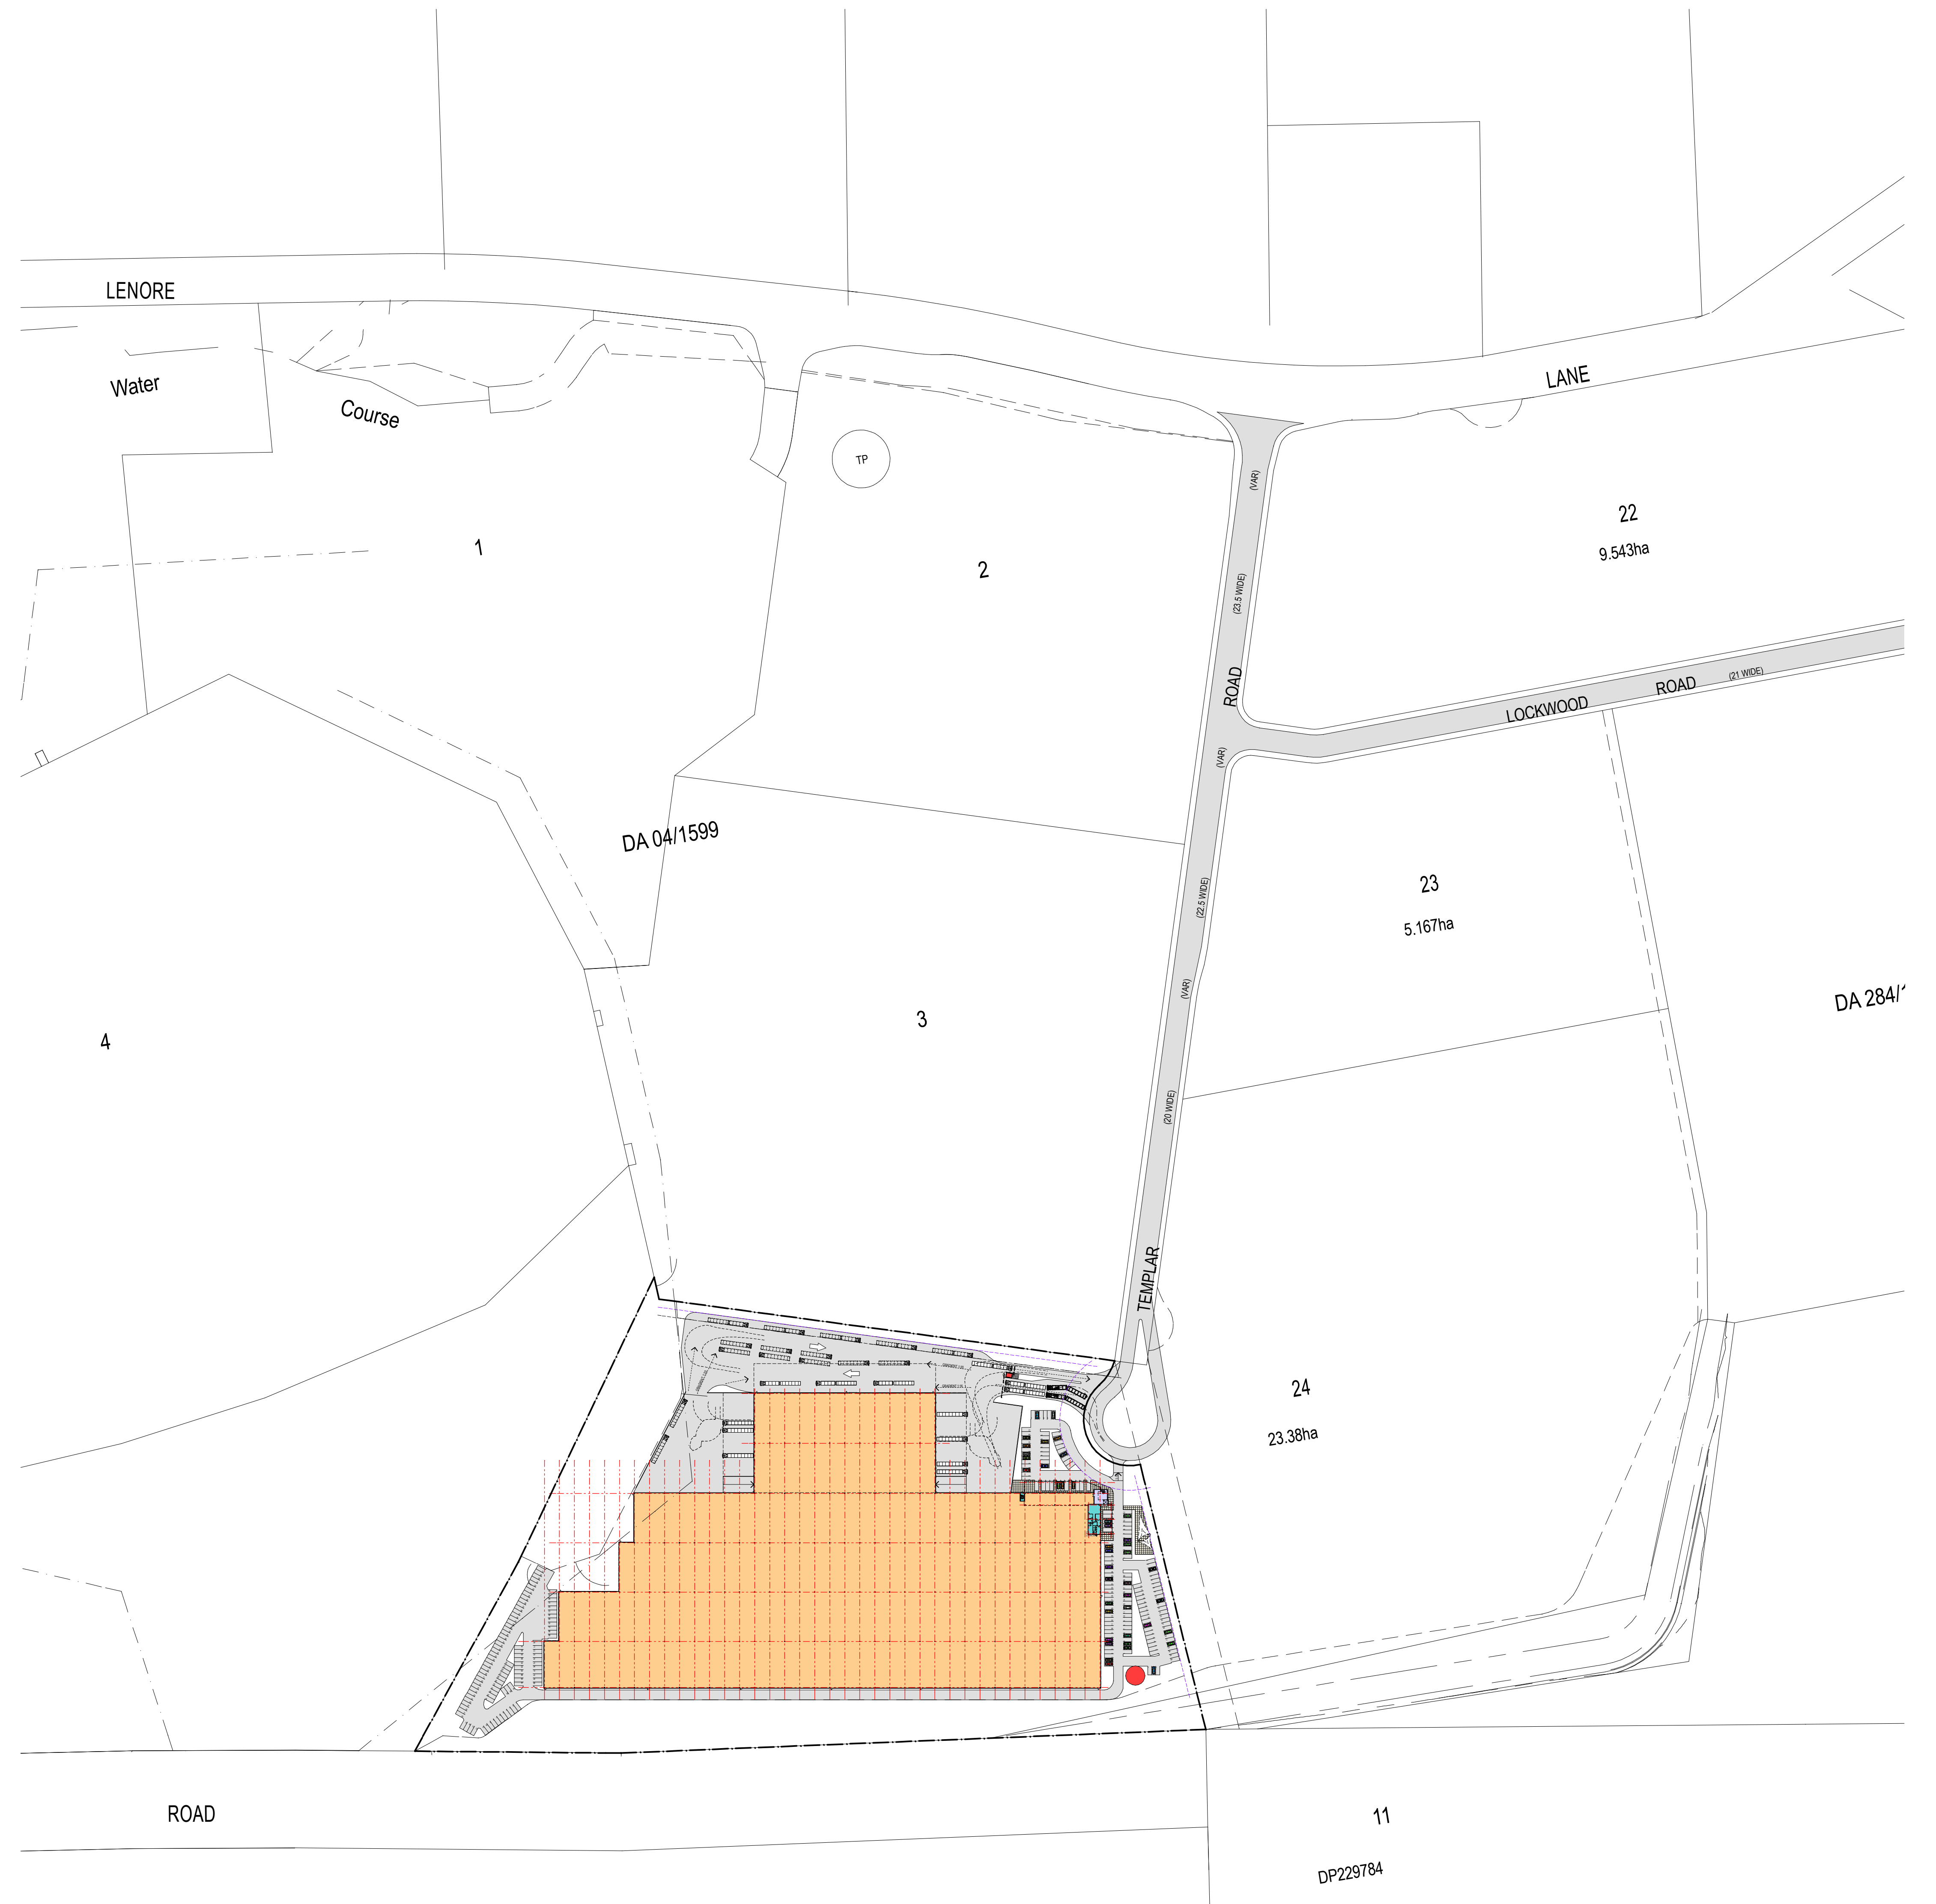 LENORE
LANE
Water
Course
TP
(VAR)
22
9.543ha
1
2
(23.5 WIDE)
ROAD
LOCKWOOD
ROAD
(21 WIDE)
(VAR)
DA 04/1599
23
5.167ha
(22.5 WIDE)
(VAR)
DA 284/
3
4
(20 WIDE)
TEMPLAR
24
23.38ha
ROAD
11
DP229784